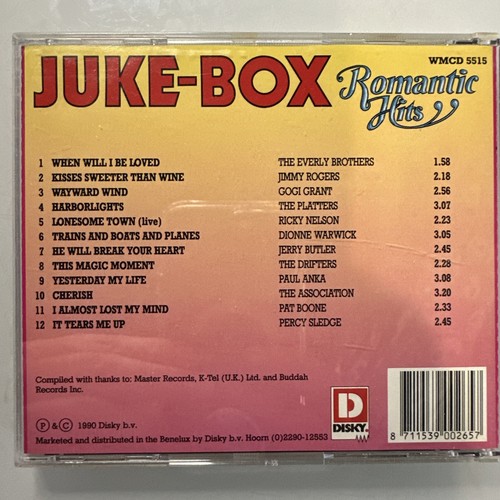 WMCD 5515
JUKE-BOX Romantic Hits
1 WHEN WILL I BE LOVED THE EVERLY BROTHERS 1.58
2 KISSES SWEETER THAN WINE JIMMY ROGERS 2.18
3 WAYWARD WIND GOGI GRANT 2.56
4 HARBORLIGHTS THE PLATTERS 3.07
5 LONESOME TOWN (live) RICKY NELSON 2.23
6 TRAINS AND BOATS AND PLANES DIONNE WARWICK 3.05
7 HE WILL BREAK YOUR HEART JERRY BUTLER 2.45
8 THIS MAGIC MOMENT THE DRIFTERS 2.28
9 YESTERDAY MY LIFE PAUL ANKA 3.08
10 CHERISH THE ASSOCIATION 3.20
11 I ALMOST LOST MY MIND PAT BOONE 2.33
12 IT TEARS ME UP PERCY SLEDGE 2.45
Compiled with thanks to: Master Records, K-Tel (U.K.) Ltd. and Buddah
Records Inc.
Ⓟ & Ⓒ 1990 Disky b.v.
Marketed and distributed in the Benelux by Disky b.v. Hoorn (0)2290-12553
D
DISKY
8 711539 002657